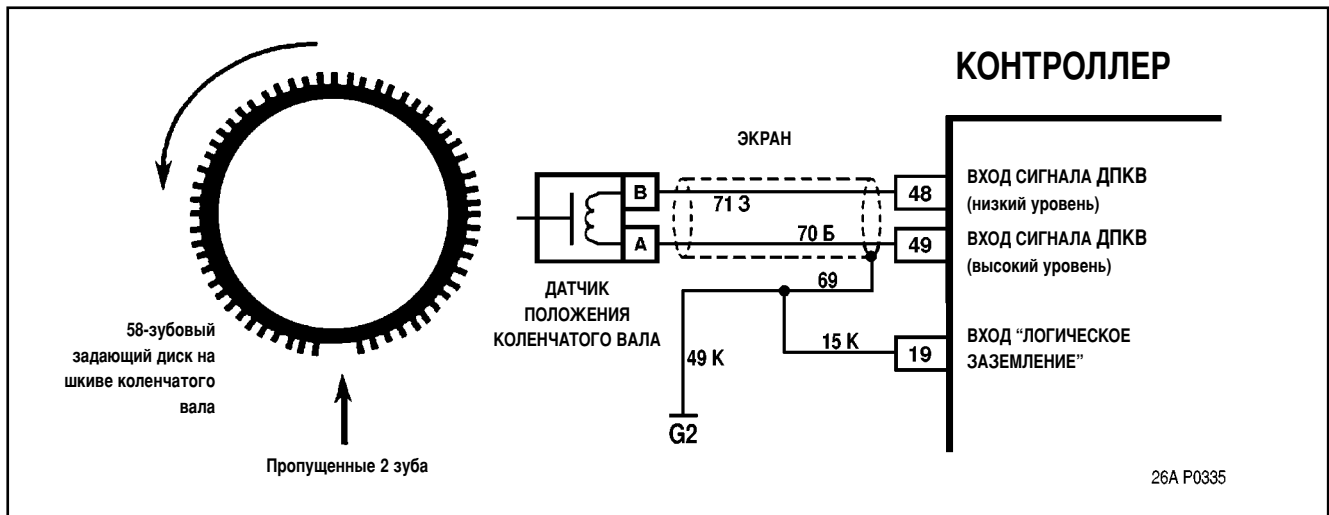 КОНТРОЛЛЕР
ЭКРАН
B
71 З
48
ВХОД СИГНАЛА ДПКВ
(низкий уровень)
A
70 Б
49
ВХОД СИГНАЛА ДПКВ
(высокий уровень)
ДАТЧИК
ПОЛОЖЕНИЯ
КОЛЕНЧАТОГО ВАЛА
69
15 К
19
ВХОД “ЛОГИЧЕСКОЕ
ЗАЗЕМЛЕНИЕ”
49 К
G2
58-зубовый
задающий диск на
шкиве коленчатого
вала
Пропущенные 2 зуба
26A P0335